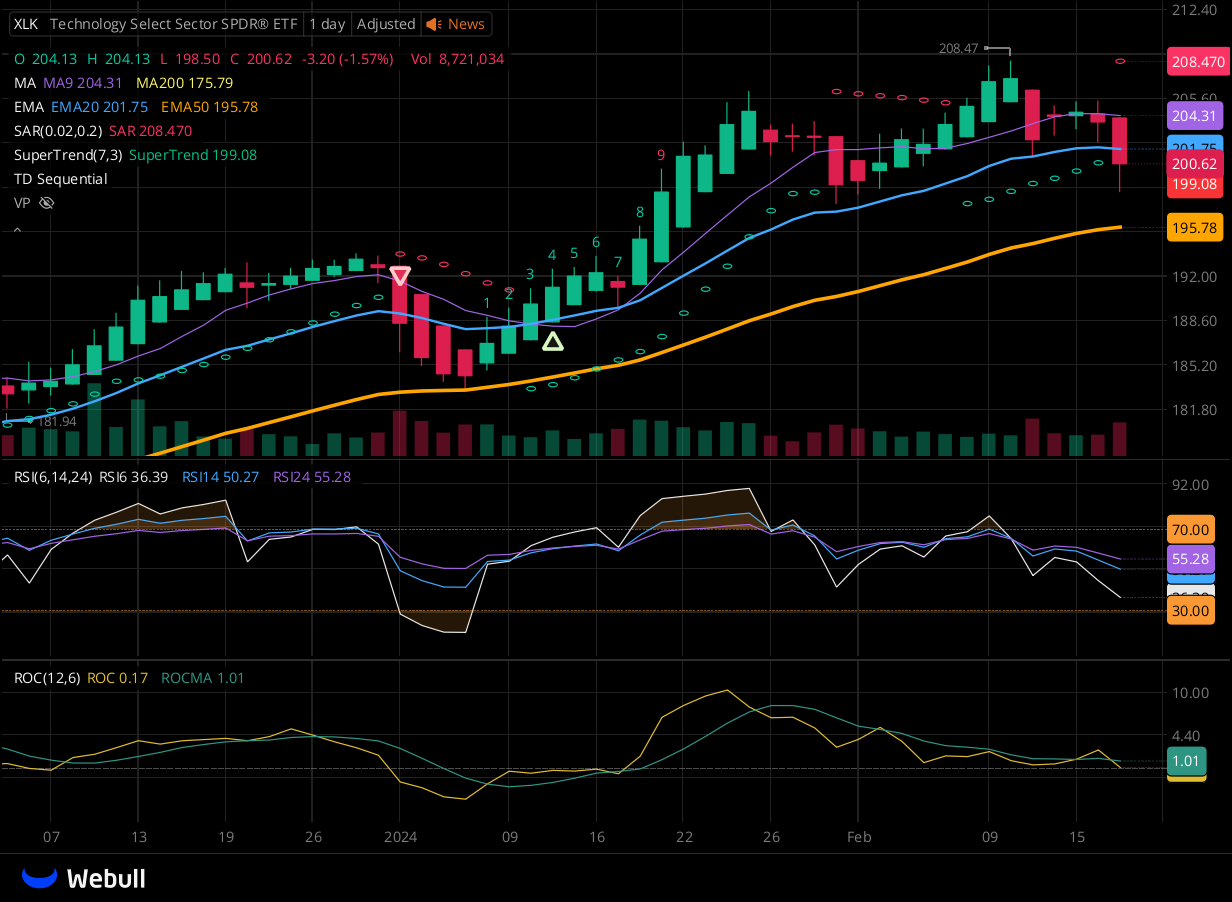 XLK Technology Select Sector SPDR® ETF 1 day Adjusted News
212.40
O 204.13 H 204.13 L 198.50 C 200.62 -3.20 (-1.57%) Vol 8,721,034
208.47
208.470
MA MA9 204.31 MA200 175.79
205.60
EMA EMA20 201.75 EMA50 195.78
204.31
SAR(0.02,0.2) SAR 208.470
201.75
SuperTrend(7,3) SuperTrend 199.08
9
200.62
TD Sequential
199.08
VP
8
195.78
1 2 3 4 5 6 7
192.00
188.60
185.20
181.94
181.80
RSI(6,14,24) RSI6 36.39 RSI14 50.27 RSI24 55.28
92.00
70.00
55.28
30.00
ROC(12,6) ROC 0.17 ROCMA 1.01
10.00
4.40
1.01
07 13 19 26 2024 09 16 22 26 Feb 09 15
Webull